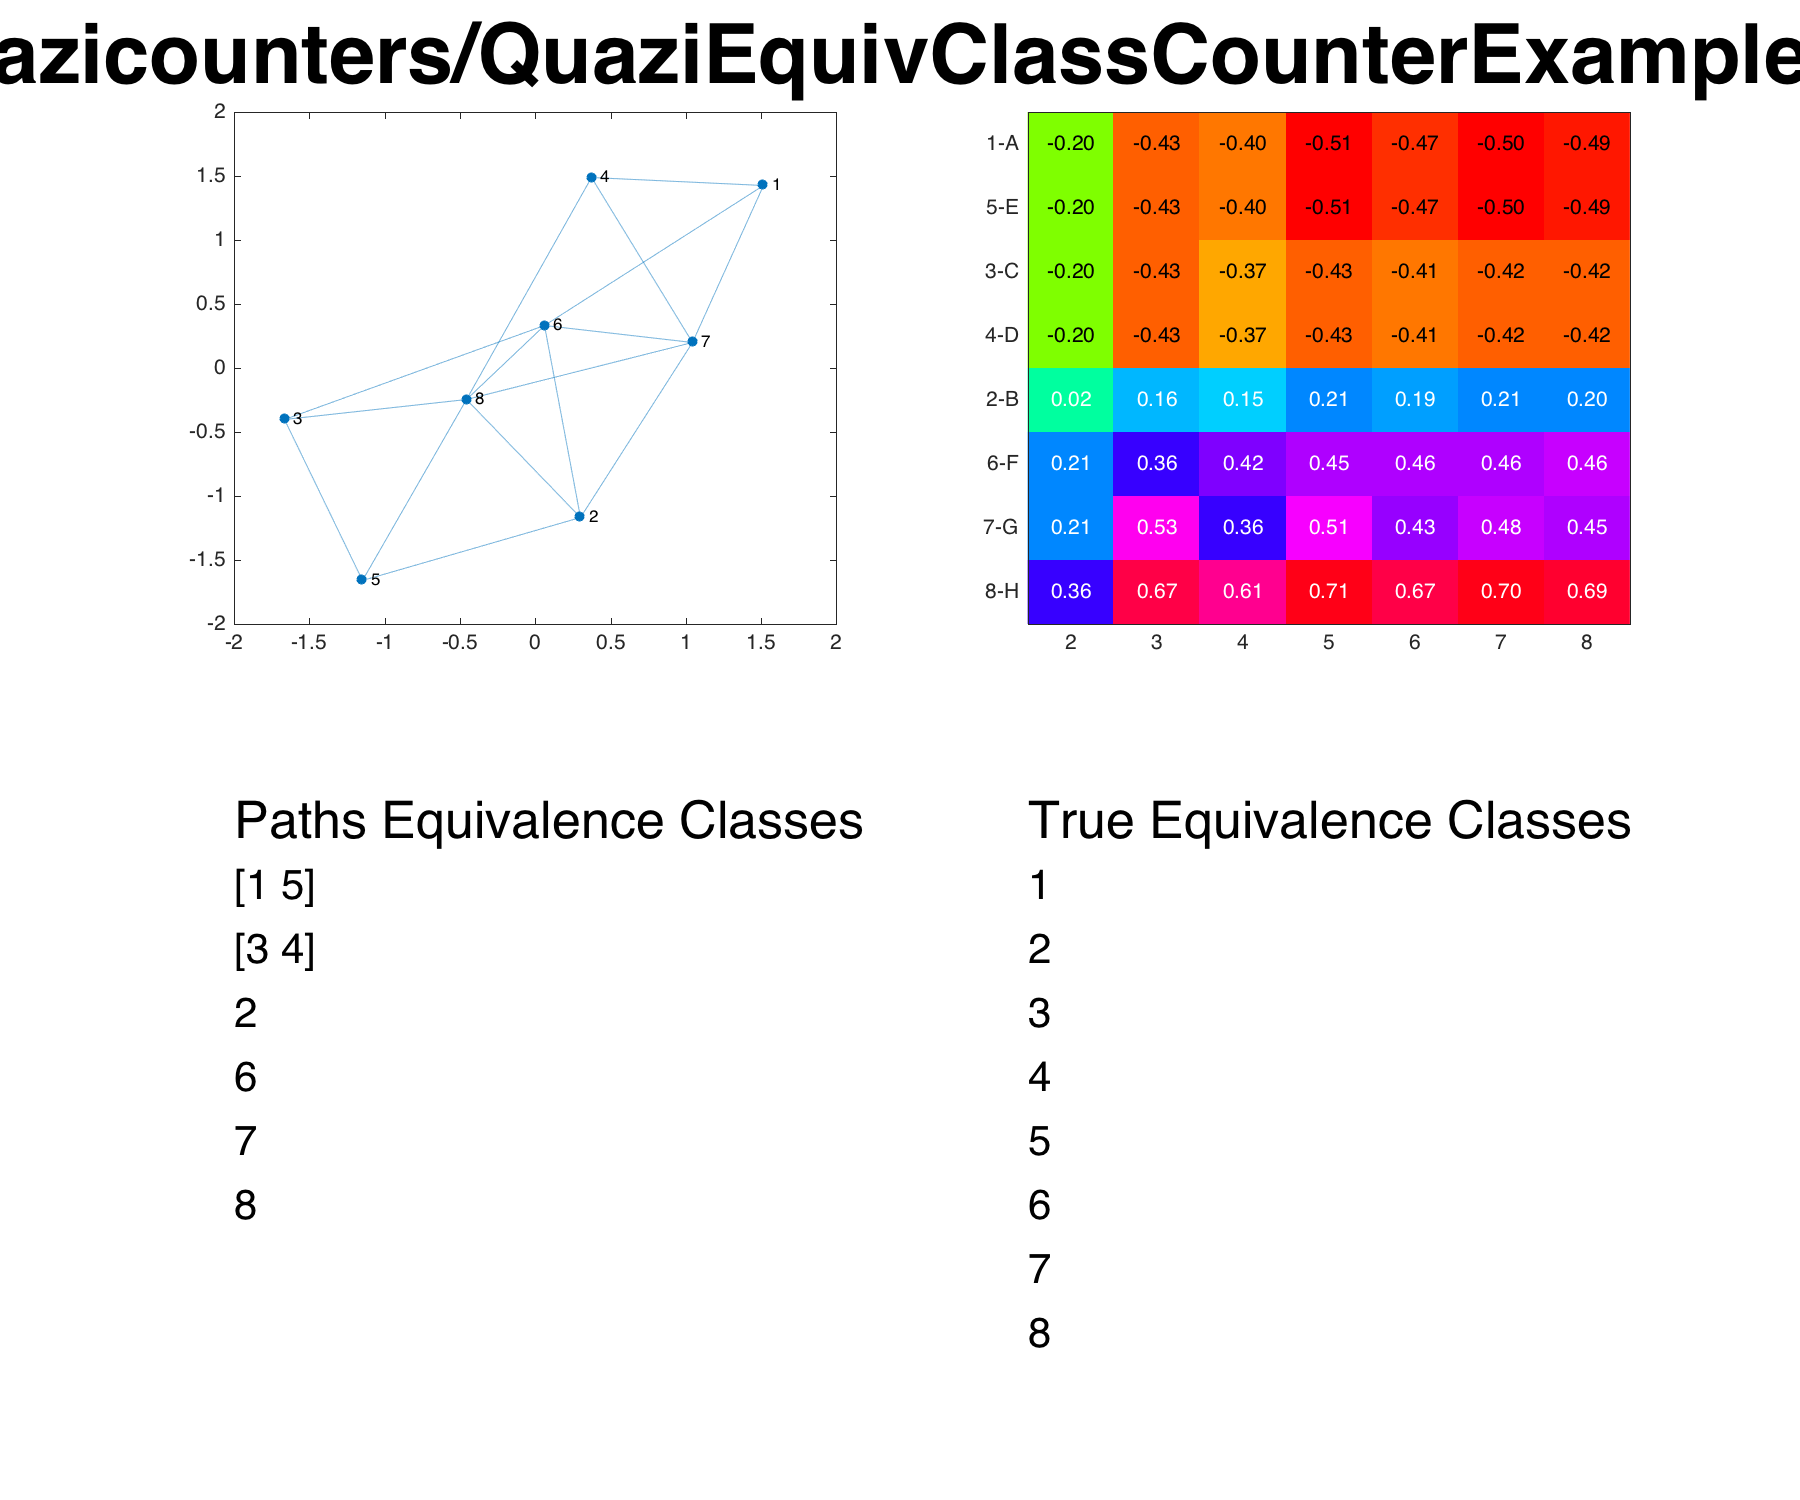 azicounters/QuaziEquivClassCounterExample
2
1.5
1
0.5
0
-0.5
-1
-1.5
-2
-2 -1.5 -1 -0.5 0 0.5 1 1.5 2
4
1
6
7
8
3
2
5
1-A -0.20 -0.43 -0.40 -0.51 -0.47 -0.50 -0.49
5-E -0.20 -0.43 -0.40 -0.51 -0.47 -0.50 -0.49
3-C -0.20 -0.43 -0.37 -0.43 -0.41 -0.42 -0.42
4-D -0.20 -0.43 -0.37 -0.43 -0.41 -0.42 -0.42
2-B 0.02 0.16 0.15 0.21 0.19 0.21 0.20
6-F 0.21 0.36 0.42 0.45 0.46 0.46 0.46
7-G 0.21 0.53 0.36 0.51 0.43 0.48 0.45
8-H 0.36 0.67 0.61 0.71 0.67 0.70 0.69
2 3 4 5 6 7 8
Paths Equivalence Classes
[1 5]
[3 4]
2
6
7
8
True Equivalence Classes
1
2
3
4
5
6
7
8